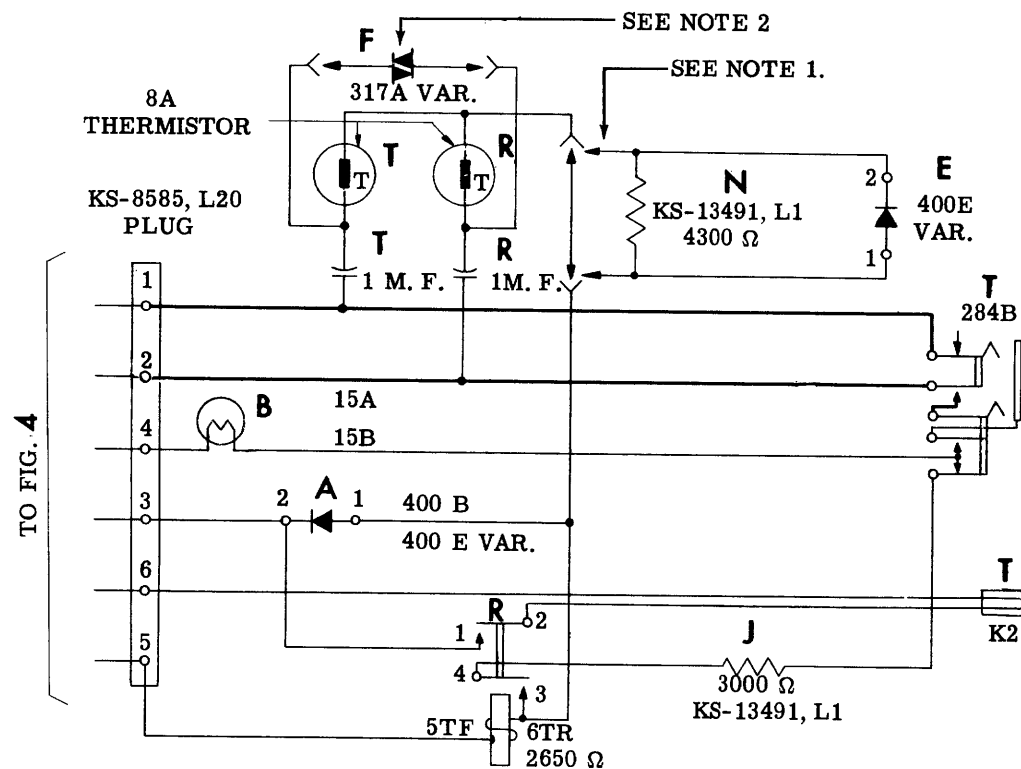 SEE NOTE 2
F
SEE NOTE 1.
317A VAR.
8A
THERMISTOR
T
R
T
T
N
E
2
KS-8585, L20
PLUG
KS-13491, L1
4300 Ω
400E
VAR.
1
T
R
1 M. F.
1M. F.
T
284B
1
2
B
15A
4
15B
TO FIG. 4
A
3
2
1
400 B
400 E VAR.
6
T
K2
R
2
1
J
5
4
3000 Ω
KS-13491, L1
3
5TF
6TR
2650 Ω